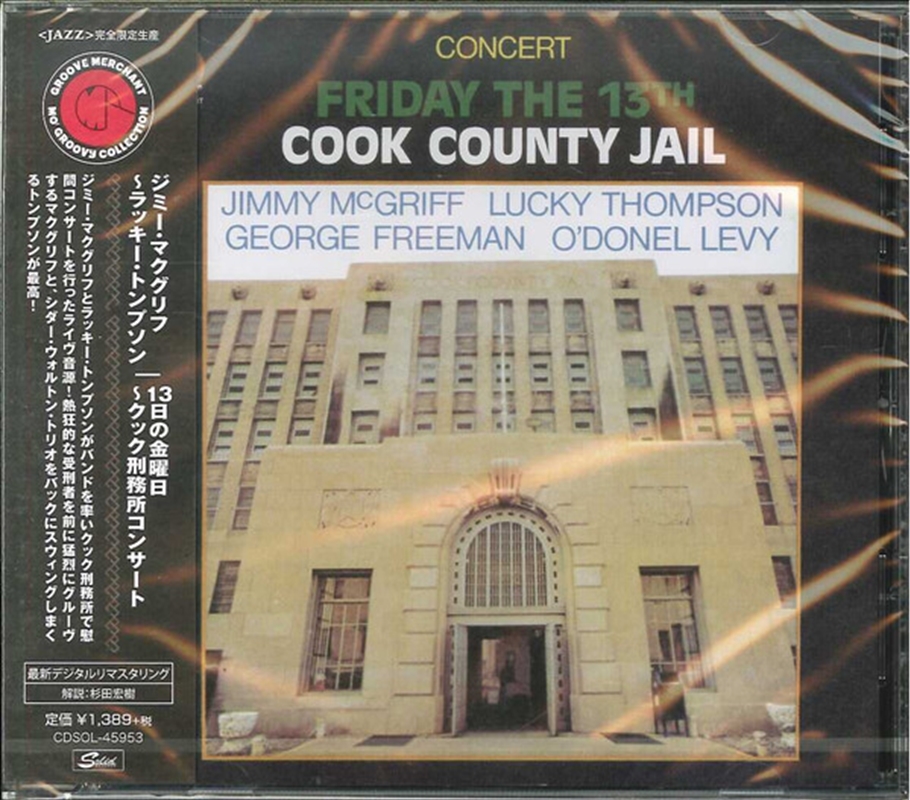 <JAZZ>完全限定生産
GROOVE MERCHANT
MO' GROOVY COLLECTION
ジミー・マクグリフ
～ラッキー・トンプソン | 13日の金曜日
～クック刑務所コンサート
ジミー・マクグリフとラッキー・トンプソンがバンドを率いクック刑務所で慰
問コンサートを行ったライヴ音源！熱狂的な受刑者を前に猛烈にグルーヴ
するマクグリフと、シダー・ウォルトン・トリオをバックにスウィングしまく
るトンプソンが最高！
最新デジタルリマスタリング
解説:杉田宏樹
定価 ¥1,389+税
CDSOL-45953
Solid
CONCERT
FRIDAY THE 13TH
COOK COUNTY JAIL
JIMMY McGRIFF LUCKY THOMPSON
GEORGE FREEMAN O'DONEL LEVY
COOK COUNTY JAIL